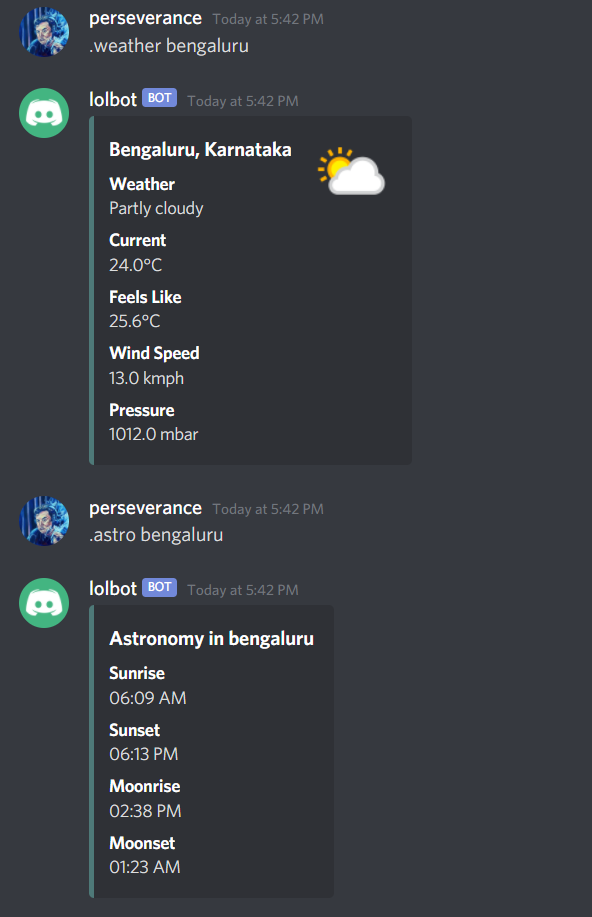 perseverance Today at 5:42 PM
.weather bengaluru
lolbot BOT Today at 5:42 PM
Bengaluru, Karnataka
Weather
Partly cloudy
Current
24.0°C
Feels Like
25.6°C
Wind Speed
13.0 kmph
Pressure
1012.0 mbar
perseverance Today at 5:42 PM
.astro bengaluru
lolbot BOT Today at 5:42 PM
Astronomy in bengaluru
Sunrise
06:09 AM
Sunset
06:13 PM
Moonrise
02:38 PM
Moonset
01:23 AM